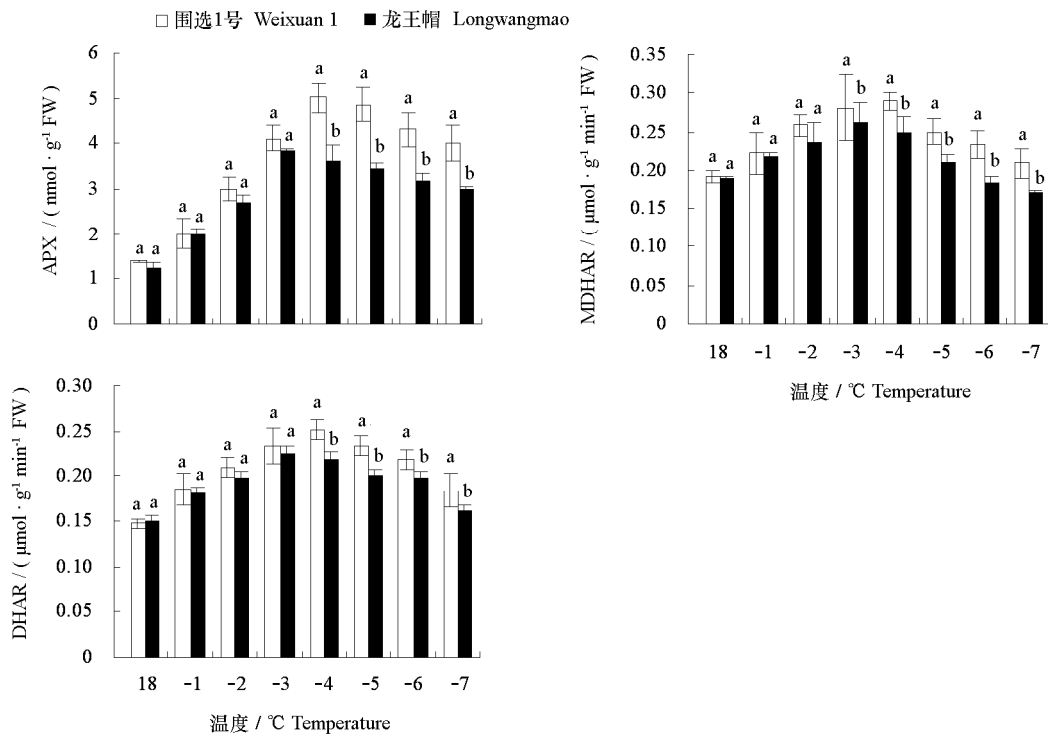 围选1号 Weixuan 1 龙王帽 Longwangmao
APX / ( nmol · g-1 FW )
6
5
4
3
2
1
0
a a a a a a a a a b a b a b a b
MDHAR / ( μmol · g-1 min-1 FW )
0.35
0.30
0.25
0.20
0.15
0.10
0.05
0
a a a a a a a b a b a b a b a b
18 -1 -2 -3 -4 -5 -6 -7
温度 / ℃ Temperature
DHAR / ( μmol · g-1 min-1 FW )
0.30
0.25
0.20
0.15
0.10
0.05
0
a a a a a a a a a b a b a b a b
18 -1 -2 -3 -4 -5 -6 -7
温度 / ℃ Temperature